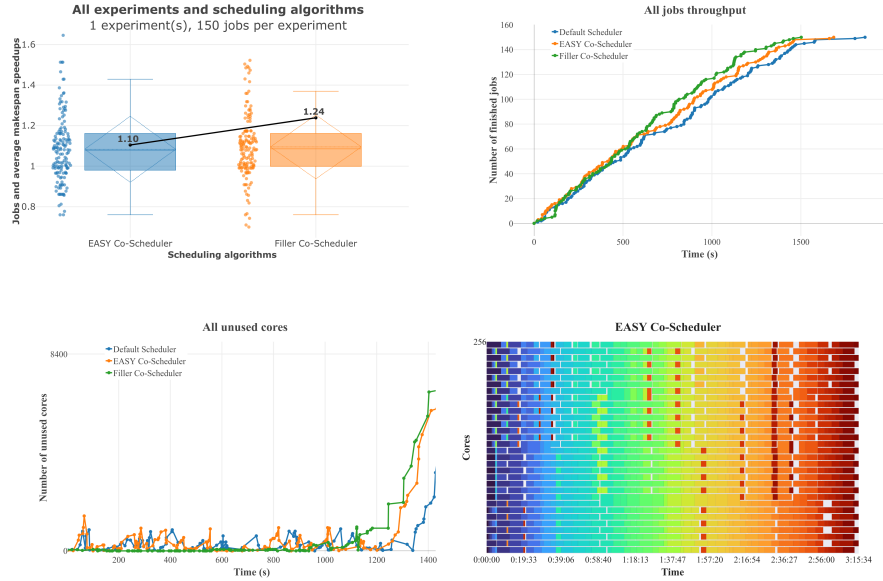 All experiments and scheduling algorithms
1 experiment(s), 150 jobs per experiment
Jobs and average makespan speedups
1.6
1.4
1.2
1
0.8
1.10
1.24
EASY Co-Scheduler
Filler Co-Scheduler
Scheduling algorithms
All jobs throughput
Number of finished jobs
160
140
120
100
80
60
40
20
0
Default Scheduler
EASY Co-Scheduler
Filler Co-Scheduler
0
500
1000
1500
Time (s)
All unused cores
Number of unused cores
8400
0
Default Scheduler
EASY Co-Scheduler
Filler Co-Scheduler
200
400
600
800
1000
1200
1400
Time (s)
EASY Co-Scheduler
Cores
256
0
0:00:00
0:19:33
0:39:06
0:58:40
1:18:13
1:37:47
1:57:20
2:16:54
2:36:27
2:56:00
3:15:34
Time